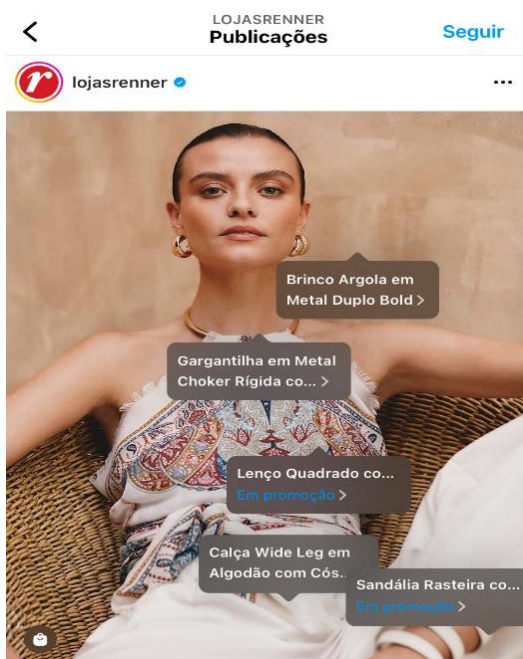 LOJASRENNER
Publicações
Seguir
r
lojasrenner
Brinco Argola em
Metal Duplo Bold >
Gargantilha em Metal
Choker Rígida co... >
Lenço Quadrado co...
Em promoção >
Calça Wide Leg em
Algodão com Cós..
Sandália Rasteira co...
Em promoção >